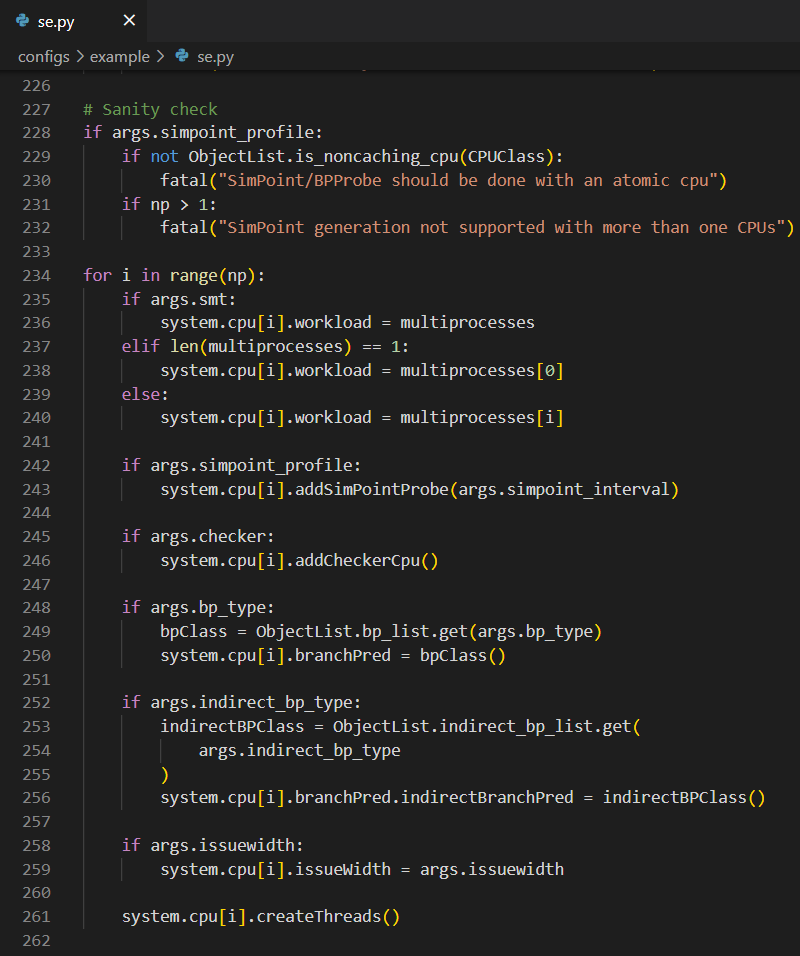 se.py
configs > example > se.py
226
227 # Sanity check
228 if args.simpoint_profile:
229     if not ObjectList.is_noncaching_cpu(CPUClass):
230         fatal("SimPoint/BPProbe should be done with an atomic cpu")
231     if np > 1:
232         fatal("SimPoint generation not supported with more than one CPUs")
233
234 for i in range(np):
235     if args.smt:
236         system.cpu[i].workload = multiprocesses
237     elif len(multiprocesses) == 1:
238         system.cpu[i].workload = multiprocesses[0]
239     else:
240         system.cpu[i].workload = multiprocesses[i]
241
242     if args.simpoint_profile:
243         system.cpu[i].addSimPointProbe(args.simpoint_interval)
244
245     if args.checker:
246         system.cpu[i].addCheckerCpu()
247
248     if args.bp_type:
249         bpClass = ObjectList.bp_list.get(args.bp_type)
250         system.cpu[i].branchPred = bpClass()
251
252     if args.indirect_bp_type:
253         indirectBPClass = ObjectList.indirect_bp_list.get(
254             args.indirect_bp_type
255         )
256         system.cpu[i].branchPred.indirectBranchPred = indirectBPClass()
257
258     if args.issuewidth:
259         system.cpu[i].issueWidth = args.issuewidth
260
261     system.cpu[i].createThreads()
262